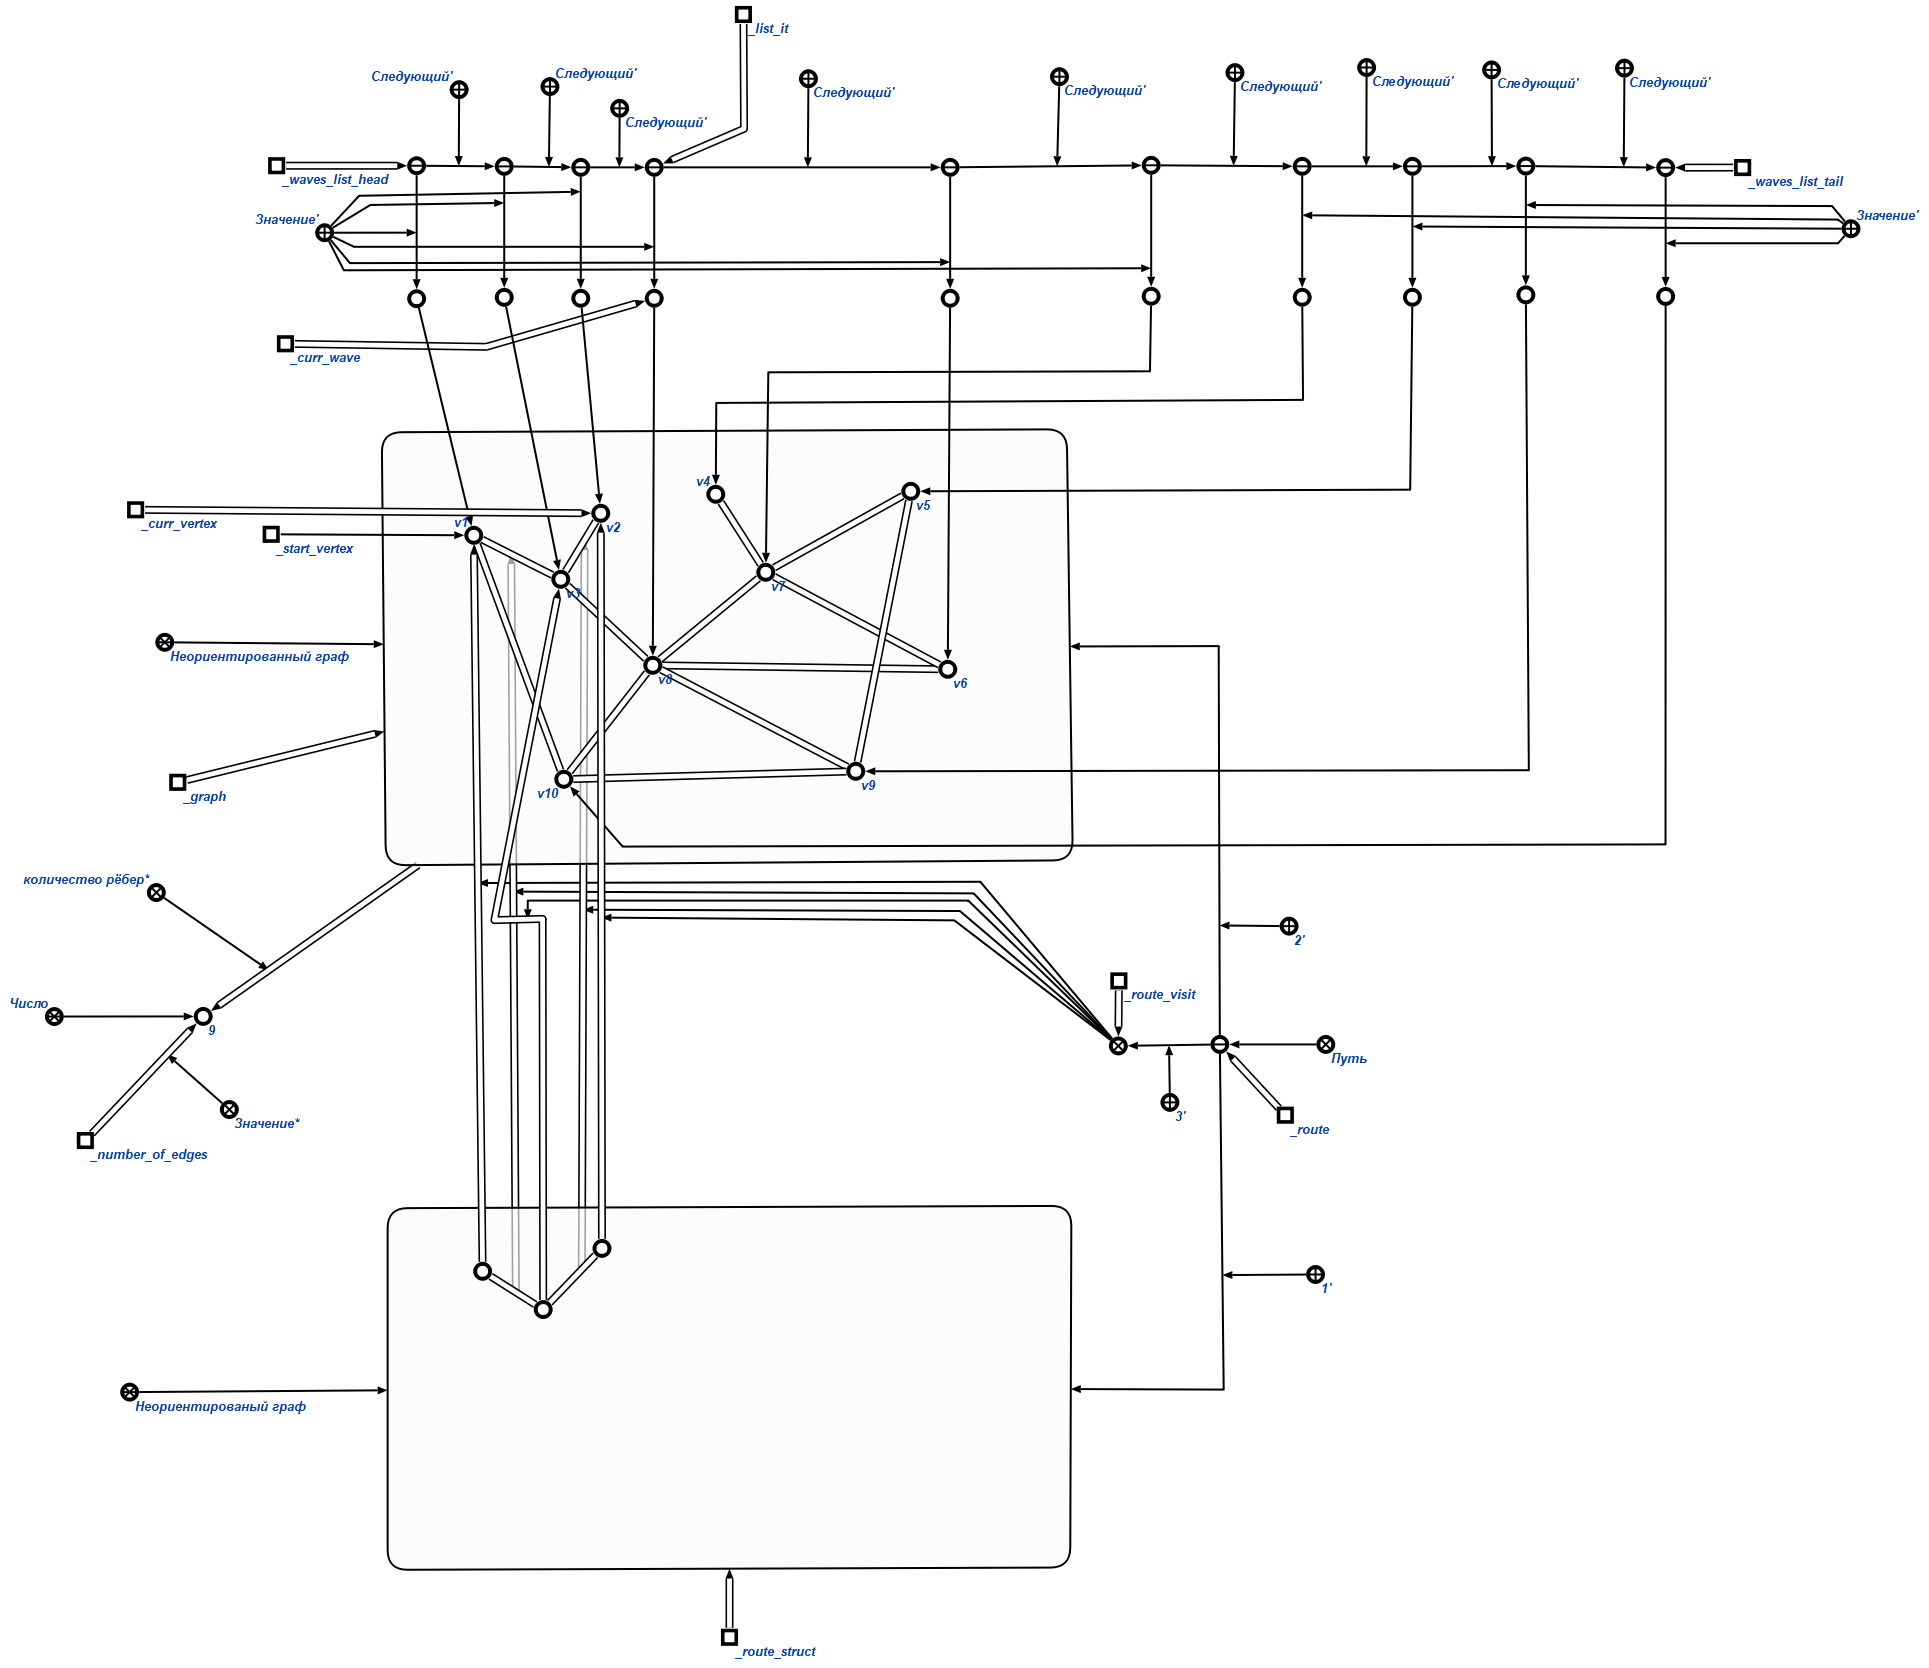 _list_it
Следующий'
Следующий'
Следующий'
Следующий'
Следующий'
Следующий'
Следующий'
Следующий'
Следующий'
_waves_list_head
_waves_list_tail
Значение'
Значение'
_curr_wave
v4
v5
_curr_vertex
v1
v2
_start_vertex
v7
v3
Неориентированный граф
v8
v6
_graph
v10
v9
количество рёбер*
2'
_route_visit
Число
9
Путь
Значение*
3'
_route
_number_of_edges
1'
Неориентированый граф
_route_struct